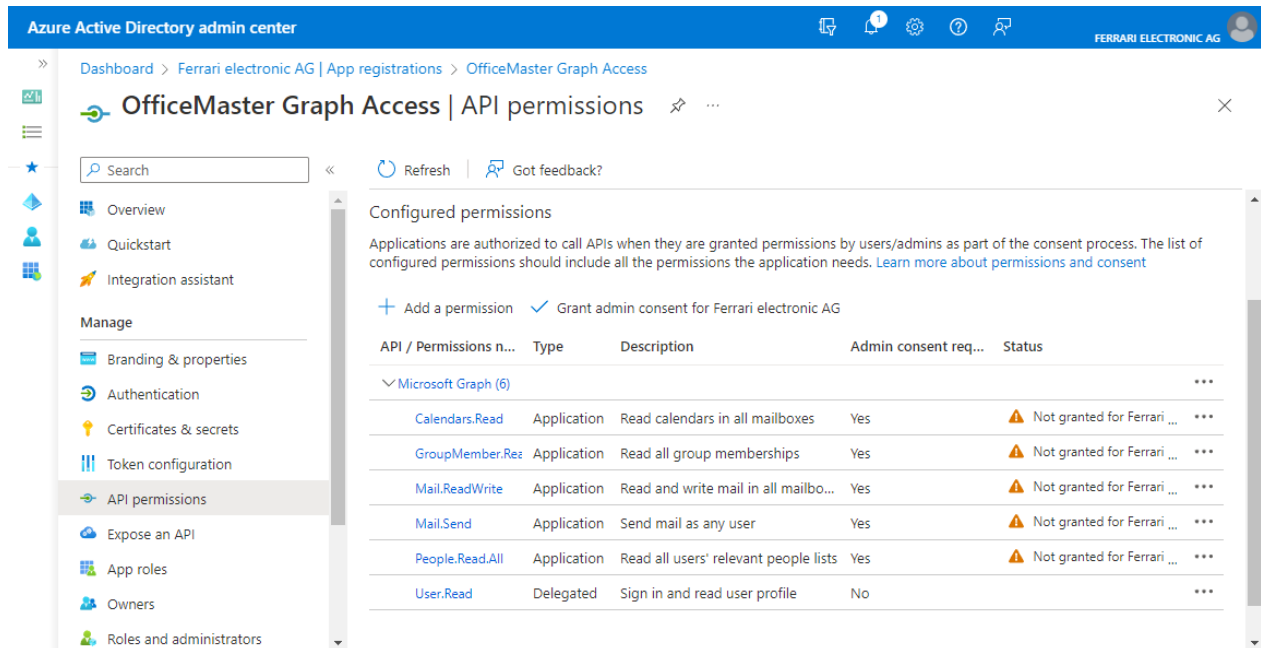 Azure Active Directory admin center
1
FERRARI ELECTRONIC AG
Dashboard > Ferrari electronic AG | App registrations > OfficeMaster Graph Access
OfficeMaster Graph Access | API permissions
Search
Refresh
Got feedback?
Overview
Quickstart
Integration assistant
Manage
Branding & properties
Authentication
Certificates & secrets
Token configuration
API permissions
Expose an API
App roles
Owners
Roles and administrators
Configured permissions
Applications are authorized to call APIs when they are granted permissions by users/admins as part of the consent process. The list of
configured permissions should include all the permissions the application needs. Learn more about permissions and consent
Add a permission Grant admin consent for Ferrari electronic AG
API / Permissions n... Type Description Admin consent req... Status
Microsoft Graph (6)
Calendars.Read Application Read calendars in all mailboxes Yes Not granted for Ferrari ...
GroupMember.Rea Application Read all group memberships Yes Not granted for Ferrari ...
Mail.ReadWrite Application Read and write mail in all mailbo... Yes Not granted for Ferrari ...
Mail.Send Application Send mail as any user Yes Not granted for Ferrari ...
People.Read.All Application Read all users' relevant people lists Yes Not granted for Ferrari ...
User.Read Delegated Sign in and read user profile No